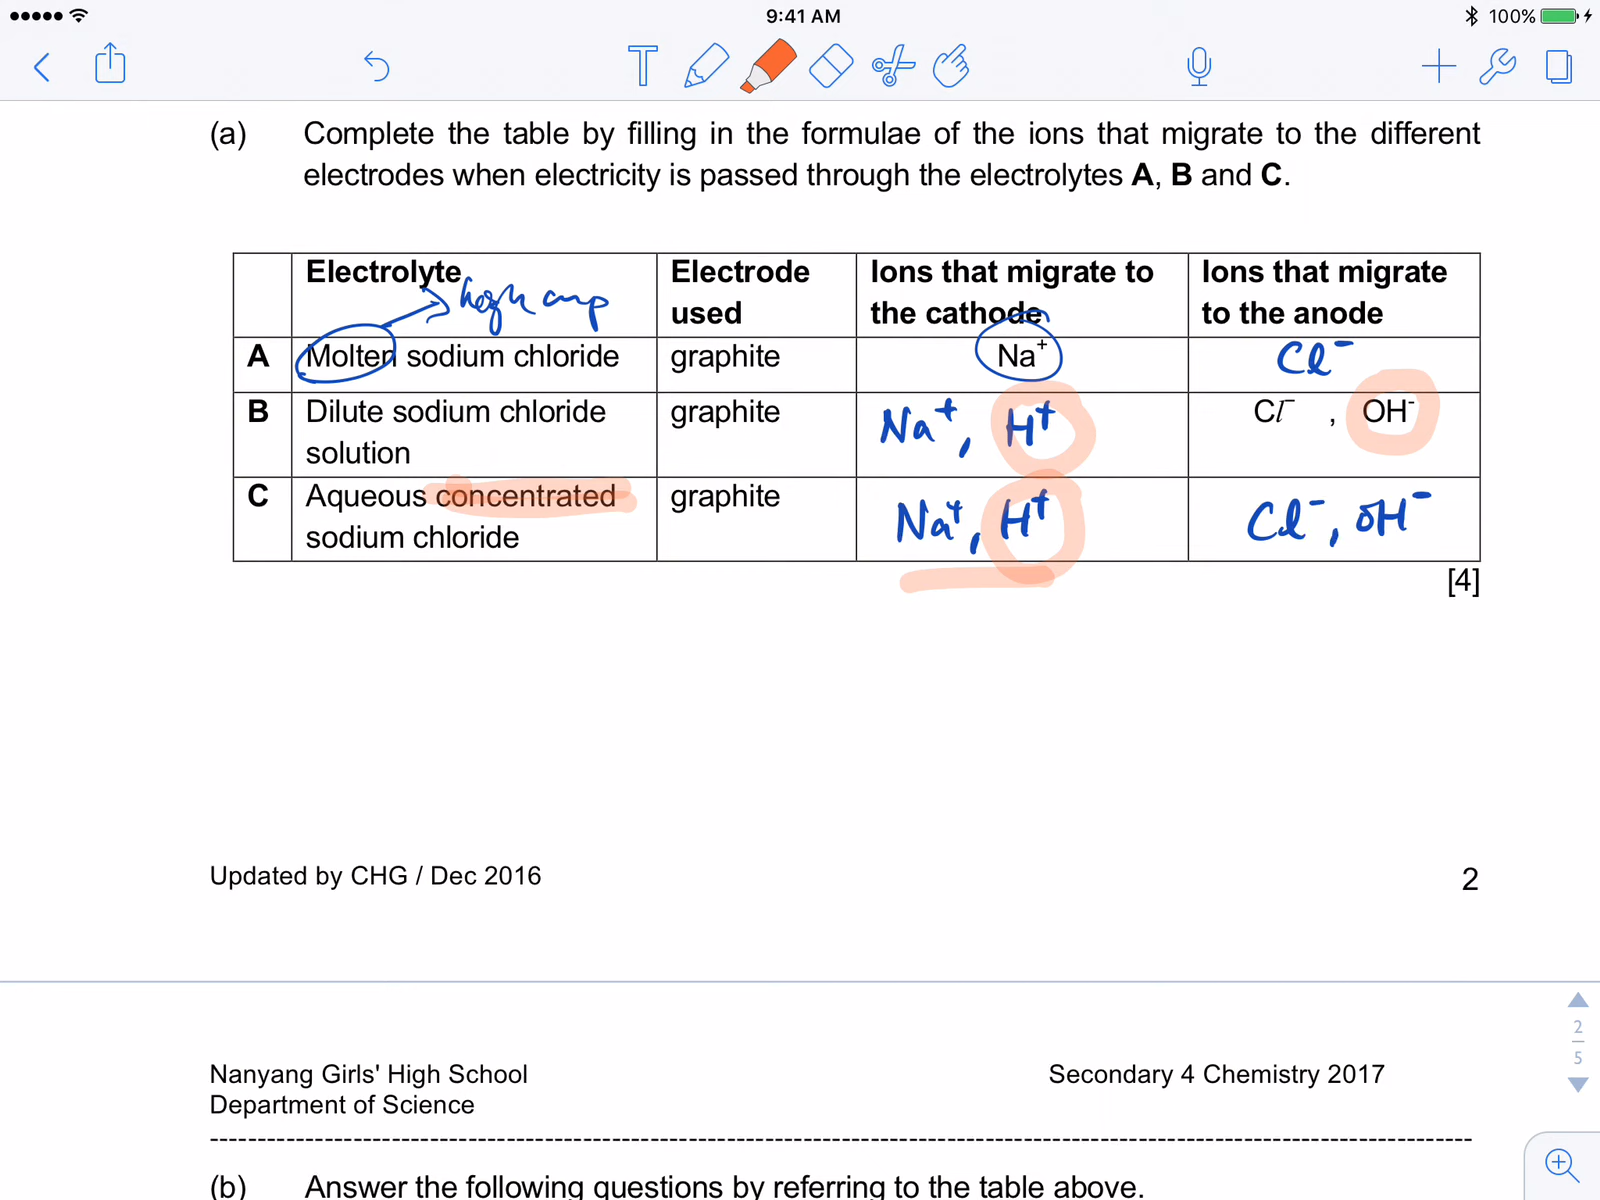 9:41 AM
100%
(a) Complete the table by filling in the formulae of the ions that migrate to the different
electrodes when electricity is passed through the electrolytes A, B and C.
Electrolyte
Electrode used
Ions that migrate to the cathode
Ions that migrate to the anode
high
A Molten sodium chloride graphite Na⁺ Cl⁻
B Dilute sodium chloride solution graphite Na⁺, H⁺ Cl⁻ , OH⁻
C Aqueous concentrated sodium chloride graphite Na⁺, H⁺ Cl⁻, OH⁻
[4]
Updated by CHG / Dec 2016 2
2
5
Nanyang Girls' High School Secondary 4 Chemistry 2017
Department of Science
(b) Answer the following questions by referring to the table above.